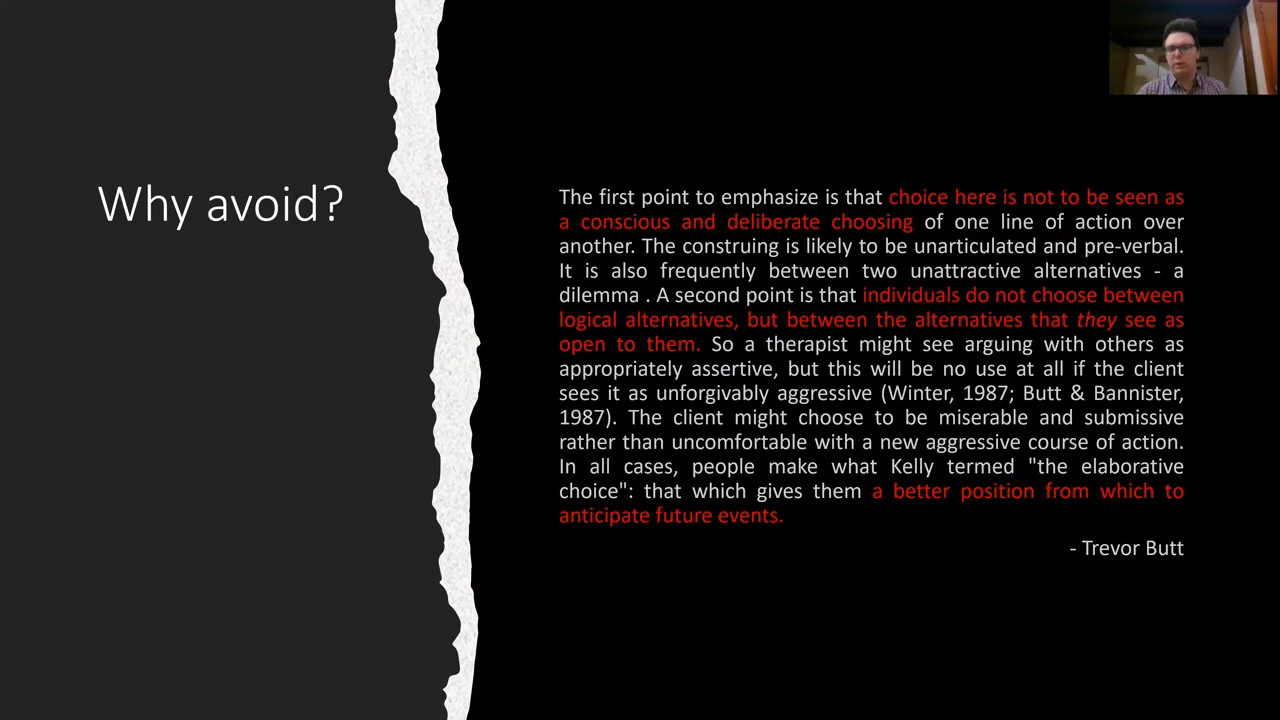 Why avoid?
The first point to emphasize is that choice here is not to be seen as
a conscious and deliberate choosing of one line of action over
another. The construing is likely to be unarticulated and pre-verbal.
It is also frequently between two unattractive alternatives - a
dilemma . A second point is that individuals do not choose between
logical alternatives, but between the alternatives that they see as
open to them. So a therapist might see arguing with others as
appropriately assertive, but this will be no use at all if the client
sees it as unforgivably aggressive (Winter, 1987; Butt & Bannister,
1987). The client might choose to be miserable and submissive
rather than uncomfortable with a new aggressive course of action.
In all cases, people make what Kelly termed "the elaborative
choice": that which gives them a better position from which to
anticipate future events.
- Trevor Butt